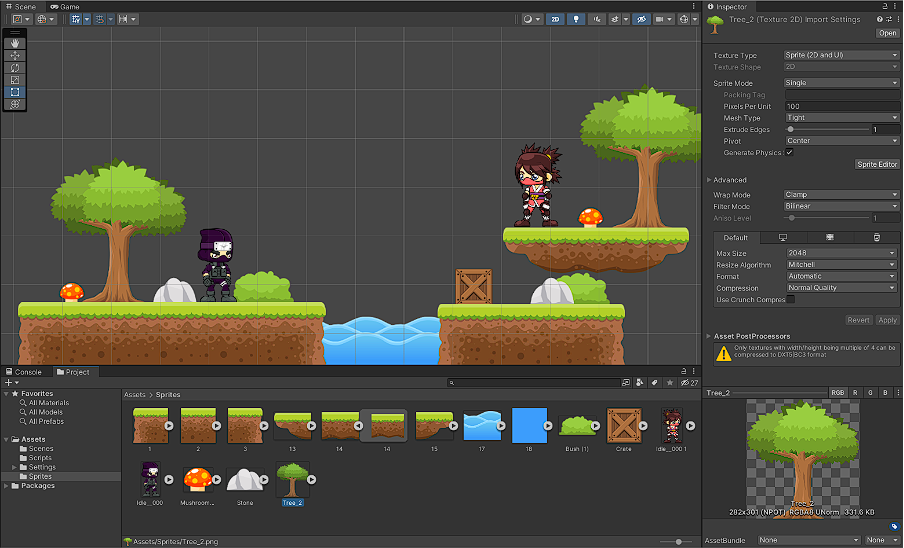 Scene Game
2D
Console Project
27
Favorites
All Materials
All Models
All Prefabs
Assets
Scenes
Scripts
Settings
Sprites
Packages
Assets > Sprites
1 2 3 13 14 14 15 17 18 Bush (1) Crate Idle__000 1
Idle__000 Mushroom... Stone Tree_2
Assets/Sprites/Tree_2.png
Inspector
Tree_2 (Texture 2D) Import Settings
Open
Texture Type Sprite (2D and UI)
Texture Shape 2D
Sprite Mode Single
Packing Tag
Pixels Per Unit 100
Mesh Type Tight
Extrude Edges 1
Pivot Center
Generate Physics
Sprite Editor
Advanced
Wrap Mode Clamp
Filter Mode Bilinear
Aniso Level 1
Default
Max Size 2048
Resize Algorithm Mitchell
Format Automatic
Compression Normal Quality
Use Crunch Compres
Revert Apply
Asset PostProcessors
Only textures with width/height being multiple of 4 can be
compressed to DXT5|BC3 format
Tree_2 RGB R G B
Tree_2
282x301 (NPOT) RGBA8 UNorm 331.6 KB
AssetBundle None None